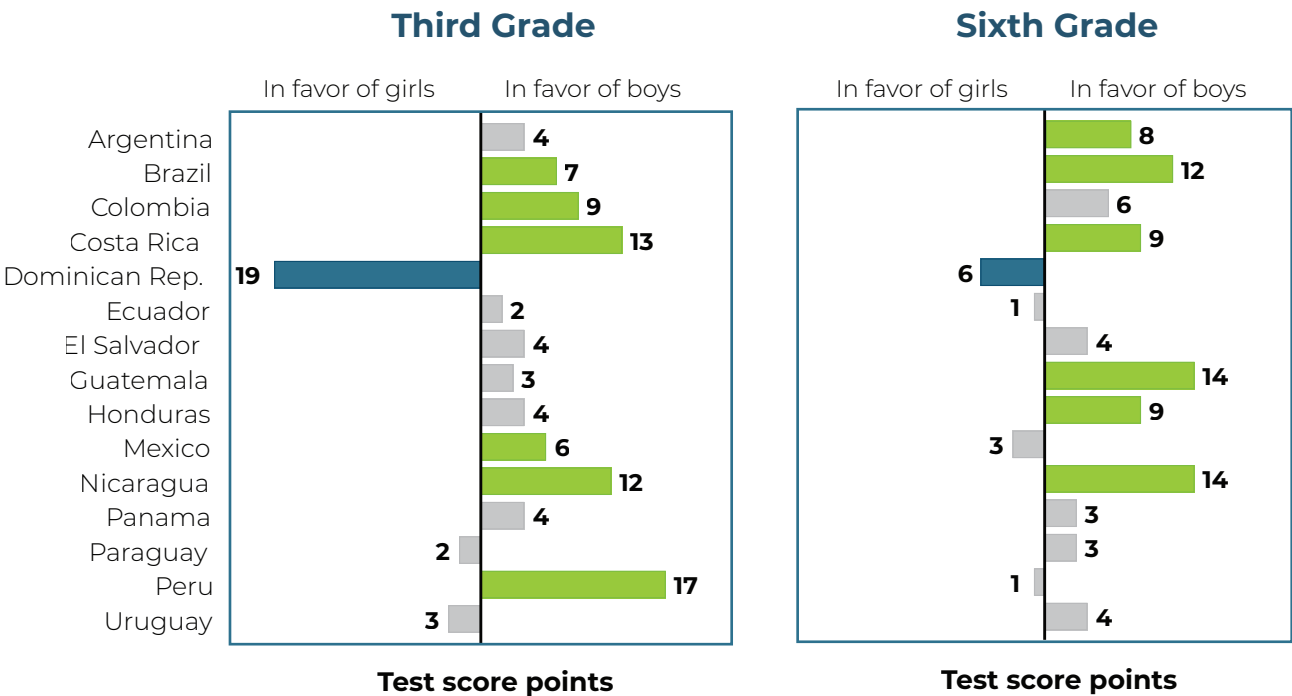 Third Grade Sixth Grade
In favor of girls In favor of boys In favor of girls In favor of boys
Argentina 4 8
Brazil 7 12
Colombia 9 6
Costa Rica 13 9
Dominican Rep. 19 6
Ecuador 2 1
El Salvador 4 4
Guatemala 3 14
Honduras 4 9
Mexico 6 3
Nicaragua 12 14
Panama 4 3
Paraguay 2 3
Peru 17 1
Uruguay 3 4
Test score points Test score points